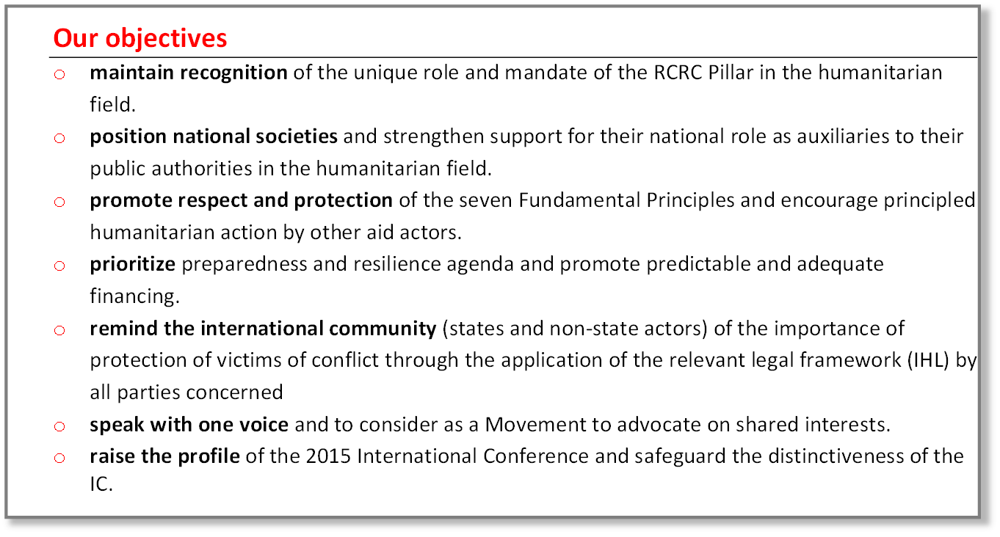 Our objectives
○ maintain recognition of the unique role and mandate of the RCRC Pillar in the humanitarian
field.
○ position national societies and strengthen support for their national role as auxiliaries to their
public authorities in the humanitarian field.
○ promote respect and protection of the seven Fundamental Principles and encourage principled
humanitarian action by other aid actors.
○ prioritize preparedness and resilience agenda and promote predictable and adequate
financing.
○ remind the international community (states and non-state actors) of the importance of
protection of victims of conflict through the application of the relevant legal framework (IHL) by
all parties concerned
○ speak with one voice and to consider as a Movement to advocate on shared interests.
○ raise the profile of the 2015 International Conference and safeguard the distinctiveness of the
IC.